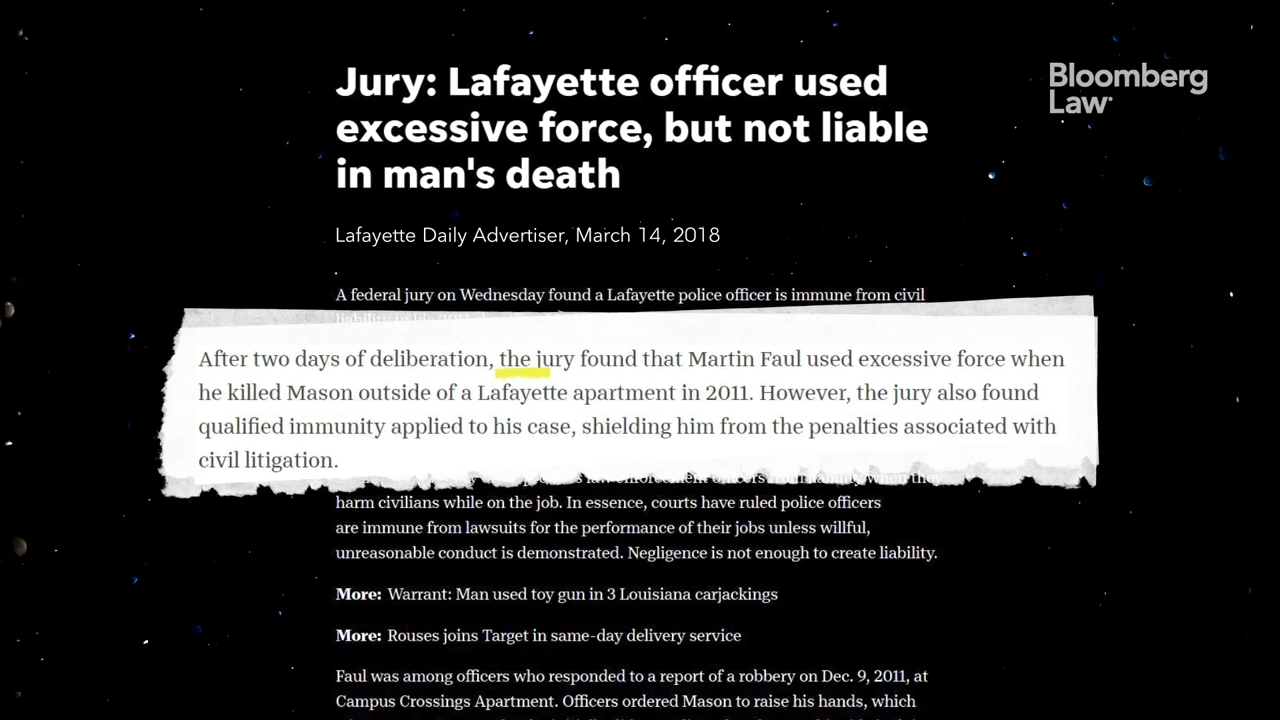 Jury: Lafayette officer used
excessive force, but not liable
in man's death
Bloomberg
Law
Lafayette Daily Advertiser, March 14, 2018
A federal jury on Wednesday found a Lafayette police officer is immune from civil
After two days of deliberation, the jury found that Martin Faul used excessive force when
he killed Mason outside of a Lafayette apartment in 2011. However, the jury also found
qualified immunity applied to his case, shielding him from the penalties associated with
civil litigation.
harm civilians while on the job. In essence, courts have ruled police officers
are immune from lawsuits for the performance of their jobs unless willful,
unreasonable conduct is demonstrated. Negligence is not enough to create liability.
More: Warrant: Man used toy gun in 3 Louisiana carjackings
More: Rouses joins Target in same-day delivery service
Faul was among officers who responded to a report of a robbery on Dec. 9, 2011, at
Campus Crossings Apartment. Officers ordered Mason to raise his hands, which